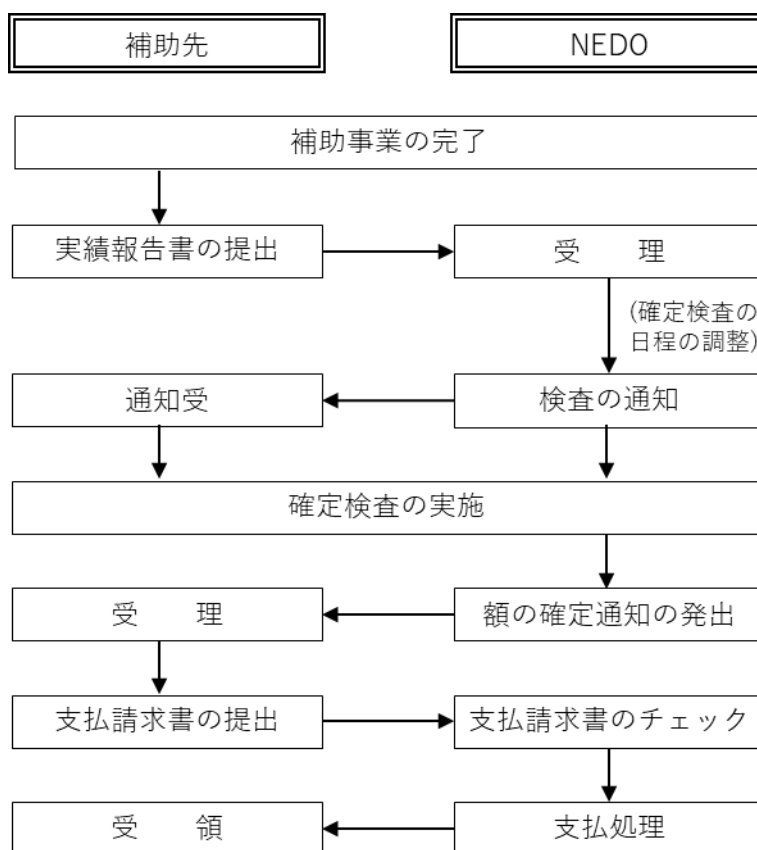 補助先
NEDO
補助事業の完了
実績報告書の提出
受　理
(確定検査の
日程の調整)
通知受
検査の通知
確定検査の実施
受　理
額の確定通知の発出
支払請求書の提出
支払請求書のチェック
受　領
支払処理